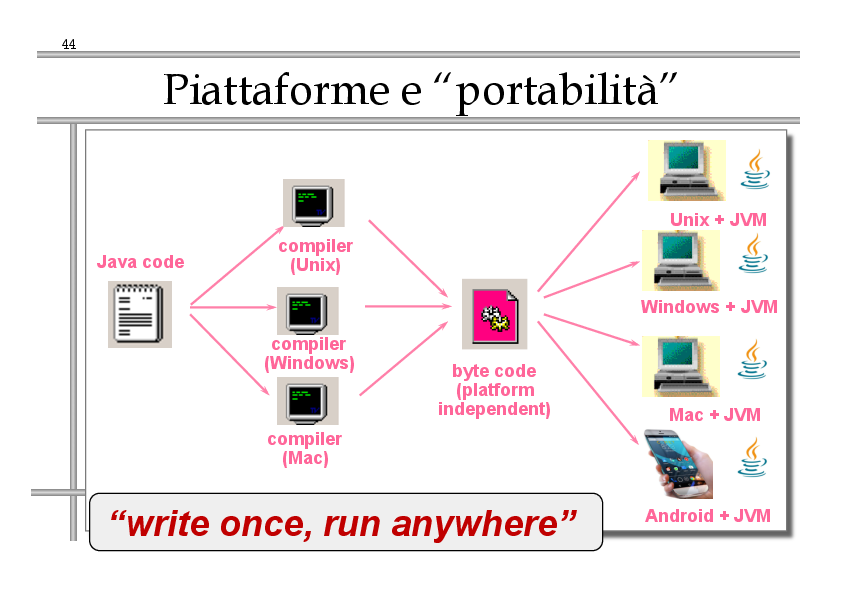 44
Piattaforme e “portabilità”
Java code
compiler
(Unix)
compiler
(Windows)
compiler
(Mac)
byte code
(platform
independent)
Unix + JVM
Windows + JVM
Mac + JVM
Android + JVM
“write once, run anywhere”